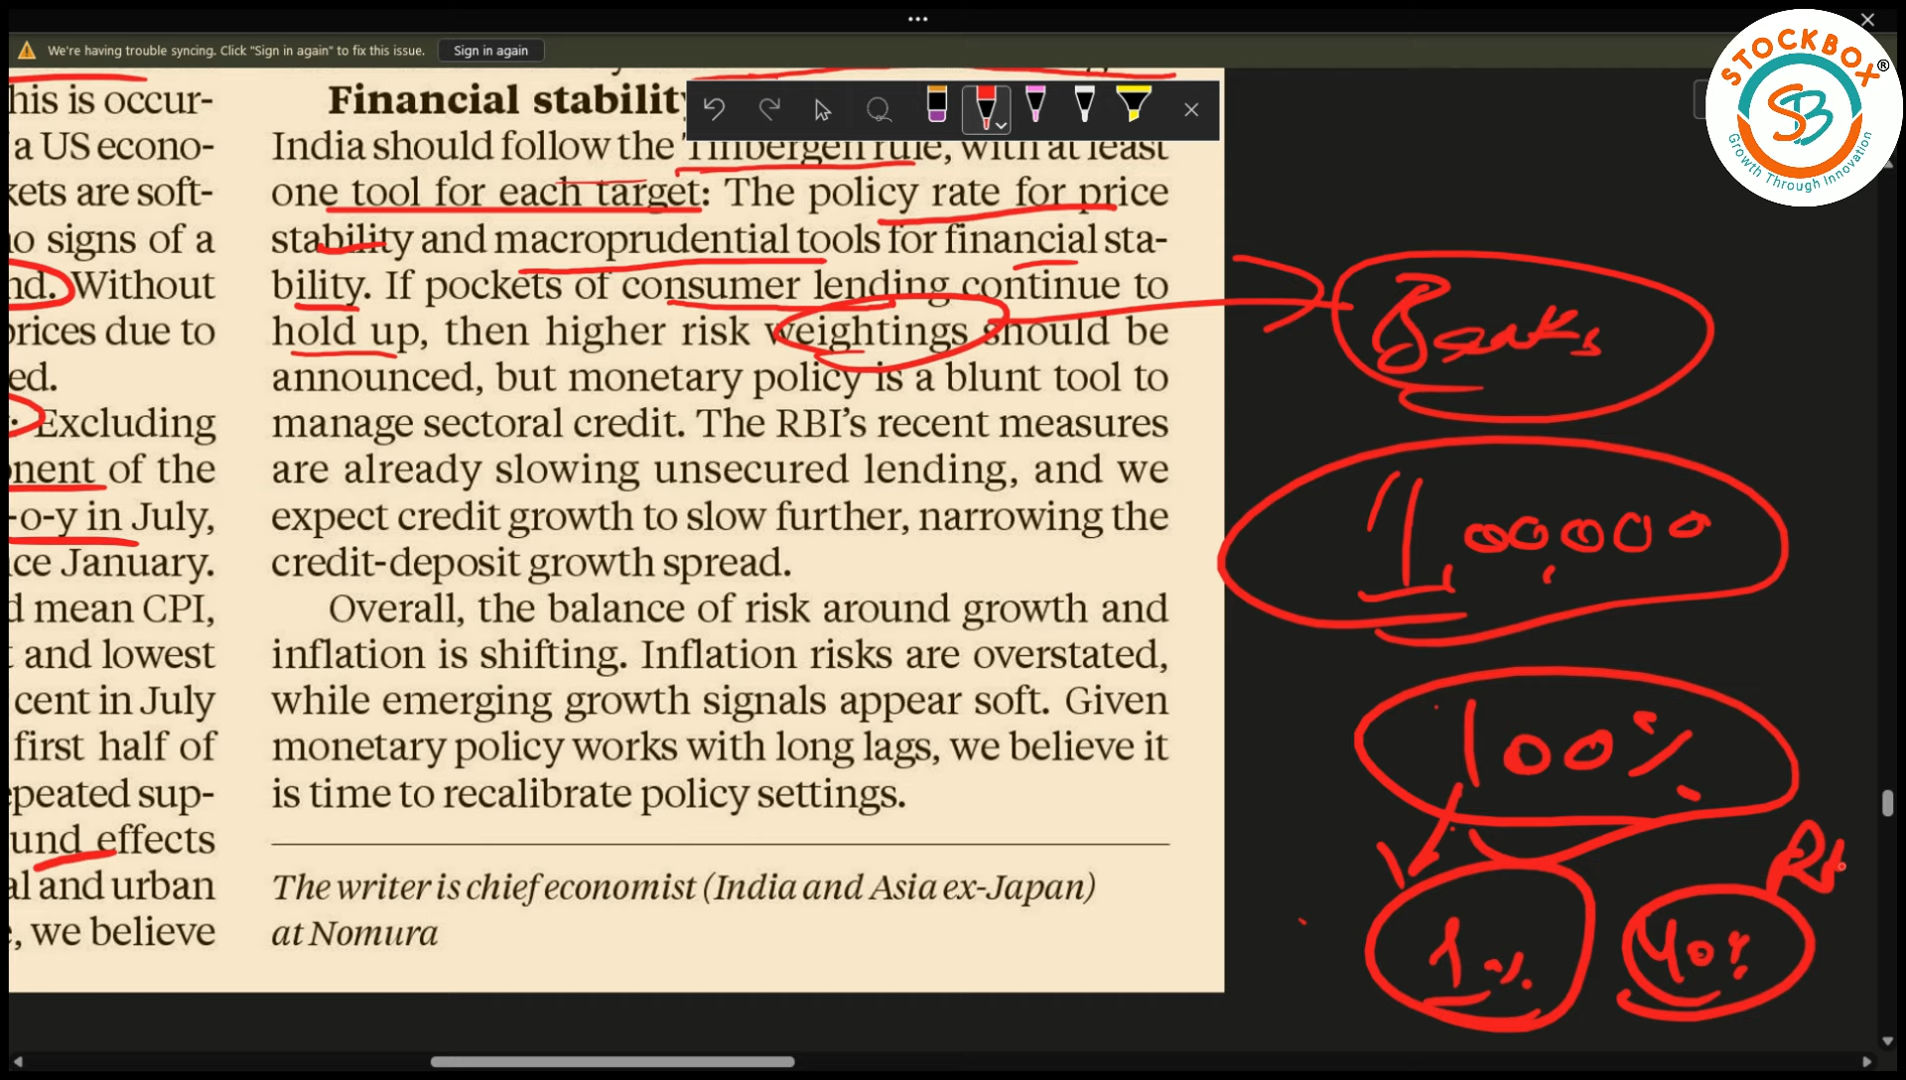 We're having trouble syncing. Click "Sign in again" to fix this issue. Sign in again
STOCKBOX®
SB
Growth Through Innovation
his is occur-
a US econo-
kets are soft-
no signs of a
nd. Without
prices due to
ed.
Excluding
onent of the
-o-y in July,
ce January.
d mean CPI,
t and lowest
cent in July
first half of
epeated sup-
und effects
al and urban
e, we believe
Financial stability
India should follow the Tinbergen rule, with at least
one tool for each target: The policy rate for price
stability and macroprudential tools for financial sta-
bility. If pockets of consumer lending continue to
hold up, then higher risk weightings should be
announced, but monetary policy is a blunt tool to
manage sectoral credit. The RBI's recent measures
are already slowing unsecured lending, and we
expect credit growth to slow further, narrowing the
credit-deposit growth spread.
Overall, the balance of risk around growth and
inflation is shifting. Inflation risks are overstated,
while emerging growth signals appear soft. Given
monetary policy works with long lags, we believe it
is time to recalibrate policy settings.
The writer is chief economist (India and Asia ex-Japan)
at Nomura
1,00,000
100%
1%
40%